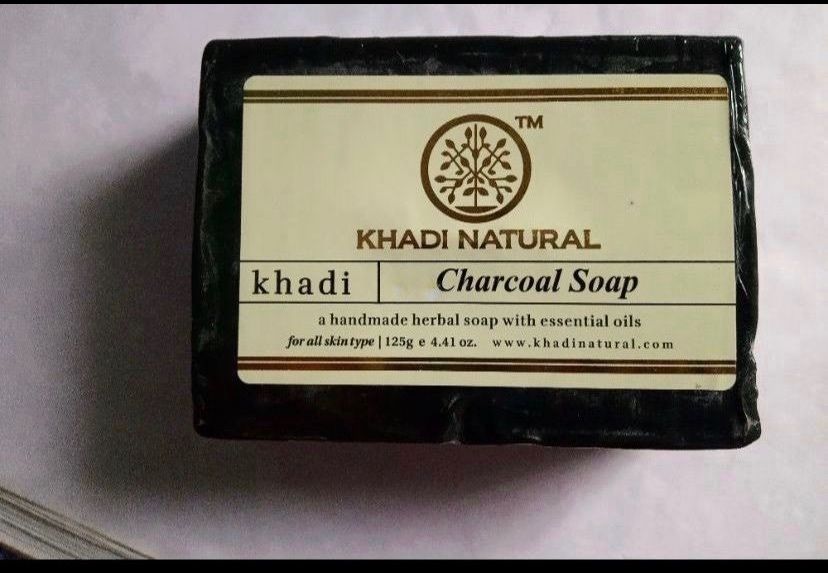 TM
KHADI NATURAL
khadi | Charcoal Soap
a handmade herbal soap with essential oils
for all skin type | 125g e 4.41 oz. www.khadinatural.com